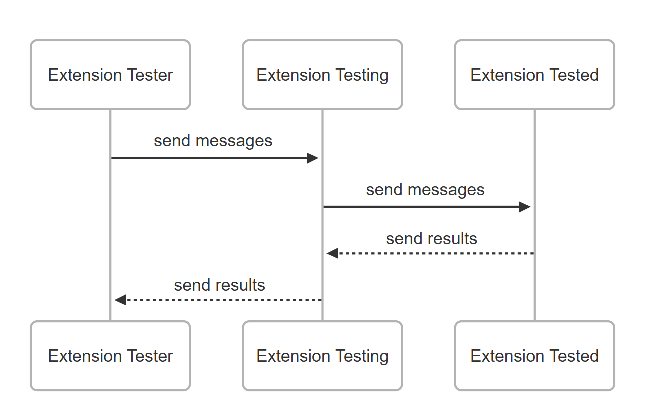 Extension Tester
Extension Testing
Extension Tested
send messages
send messages
send results
send results
Extension Tester
Extension Testing
Extension Tested